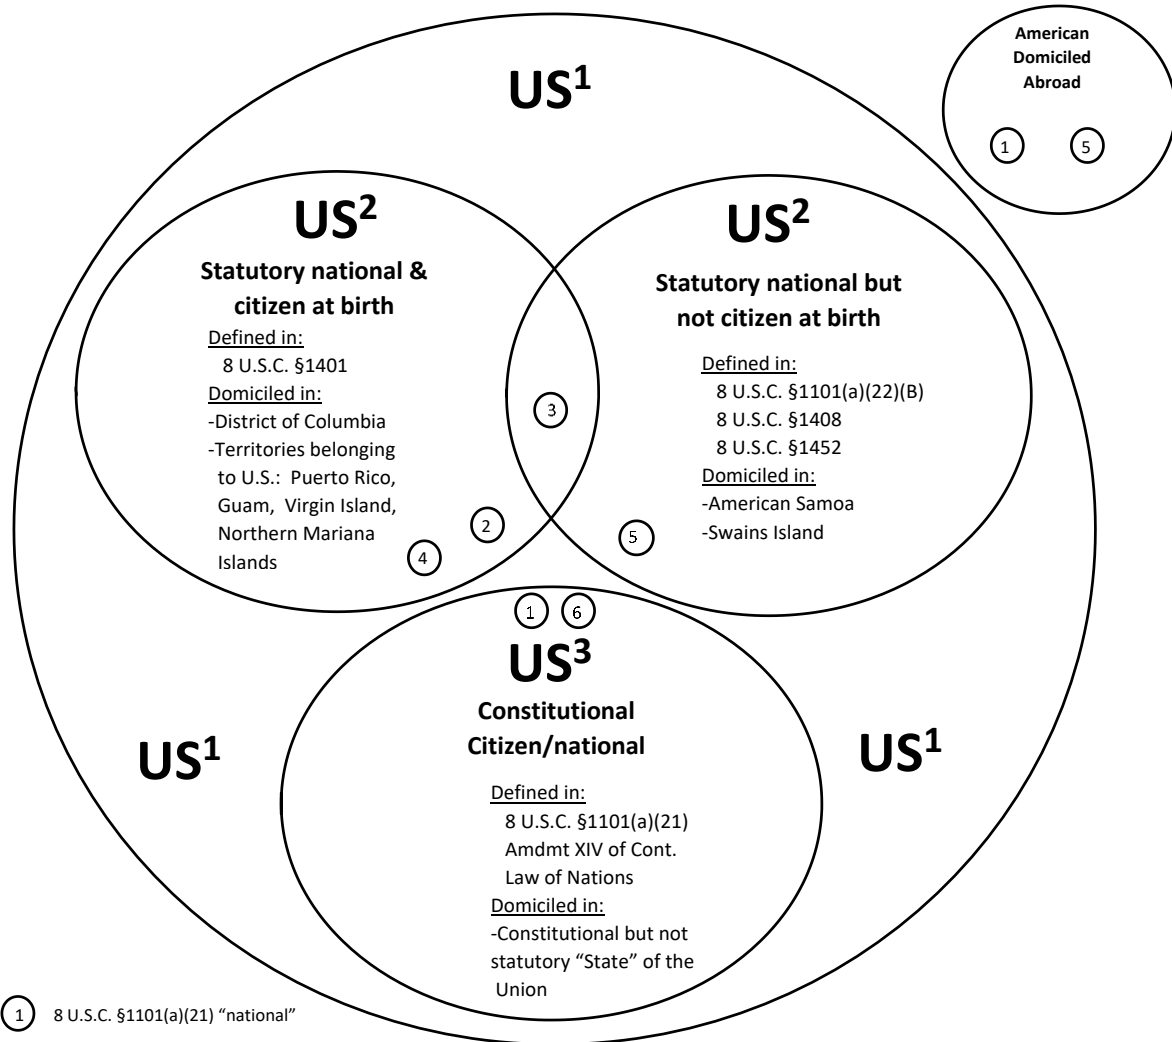 American
Domiciled
Abroad
1 5
US1
US2
Statutory national &
citizen at birth
Defined in:
8 U.S.C. §1401
Domiciled in:
-District of Columbia
-Territories belonging
to U.S.: Puerto Rico,
Guam, Virgin Island,
Northern Mariana
Islands
2
4
3
US2
Statutory national but
not citizen at birth
Defined in:
8 U.S.C. §1101(a)(22)(B)
8 U.S.C. §1408
8 U.S.C. §1452
Domiciled in:
-American Samoa
-Swains Island
5
1 6
US3
Constitutional
Citizen/national
Defined in:
8 U.S.C. §1101(a)(21)
Amdmt XIV of Cont.
Law of Nations
Domiciled in:
-Constitutional but not
statutory “State” of the
Union
US1
US1
1 8 U.S.C. §1101(a)(21) “national”